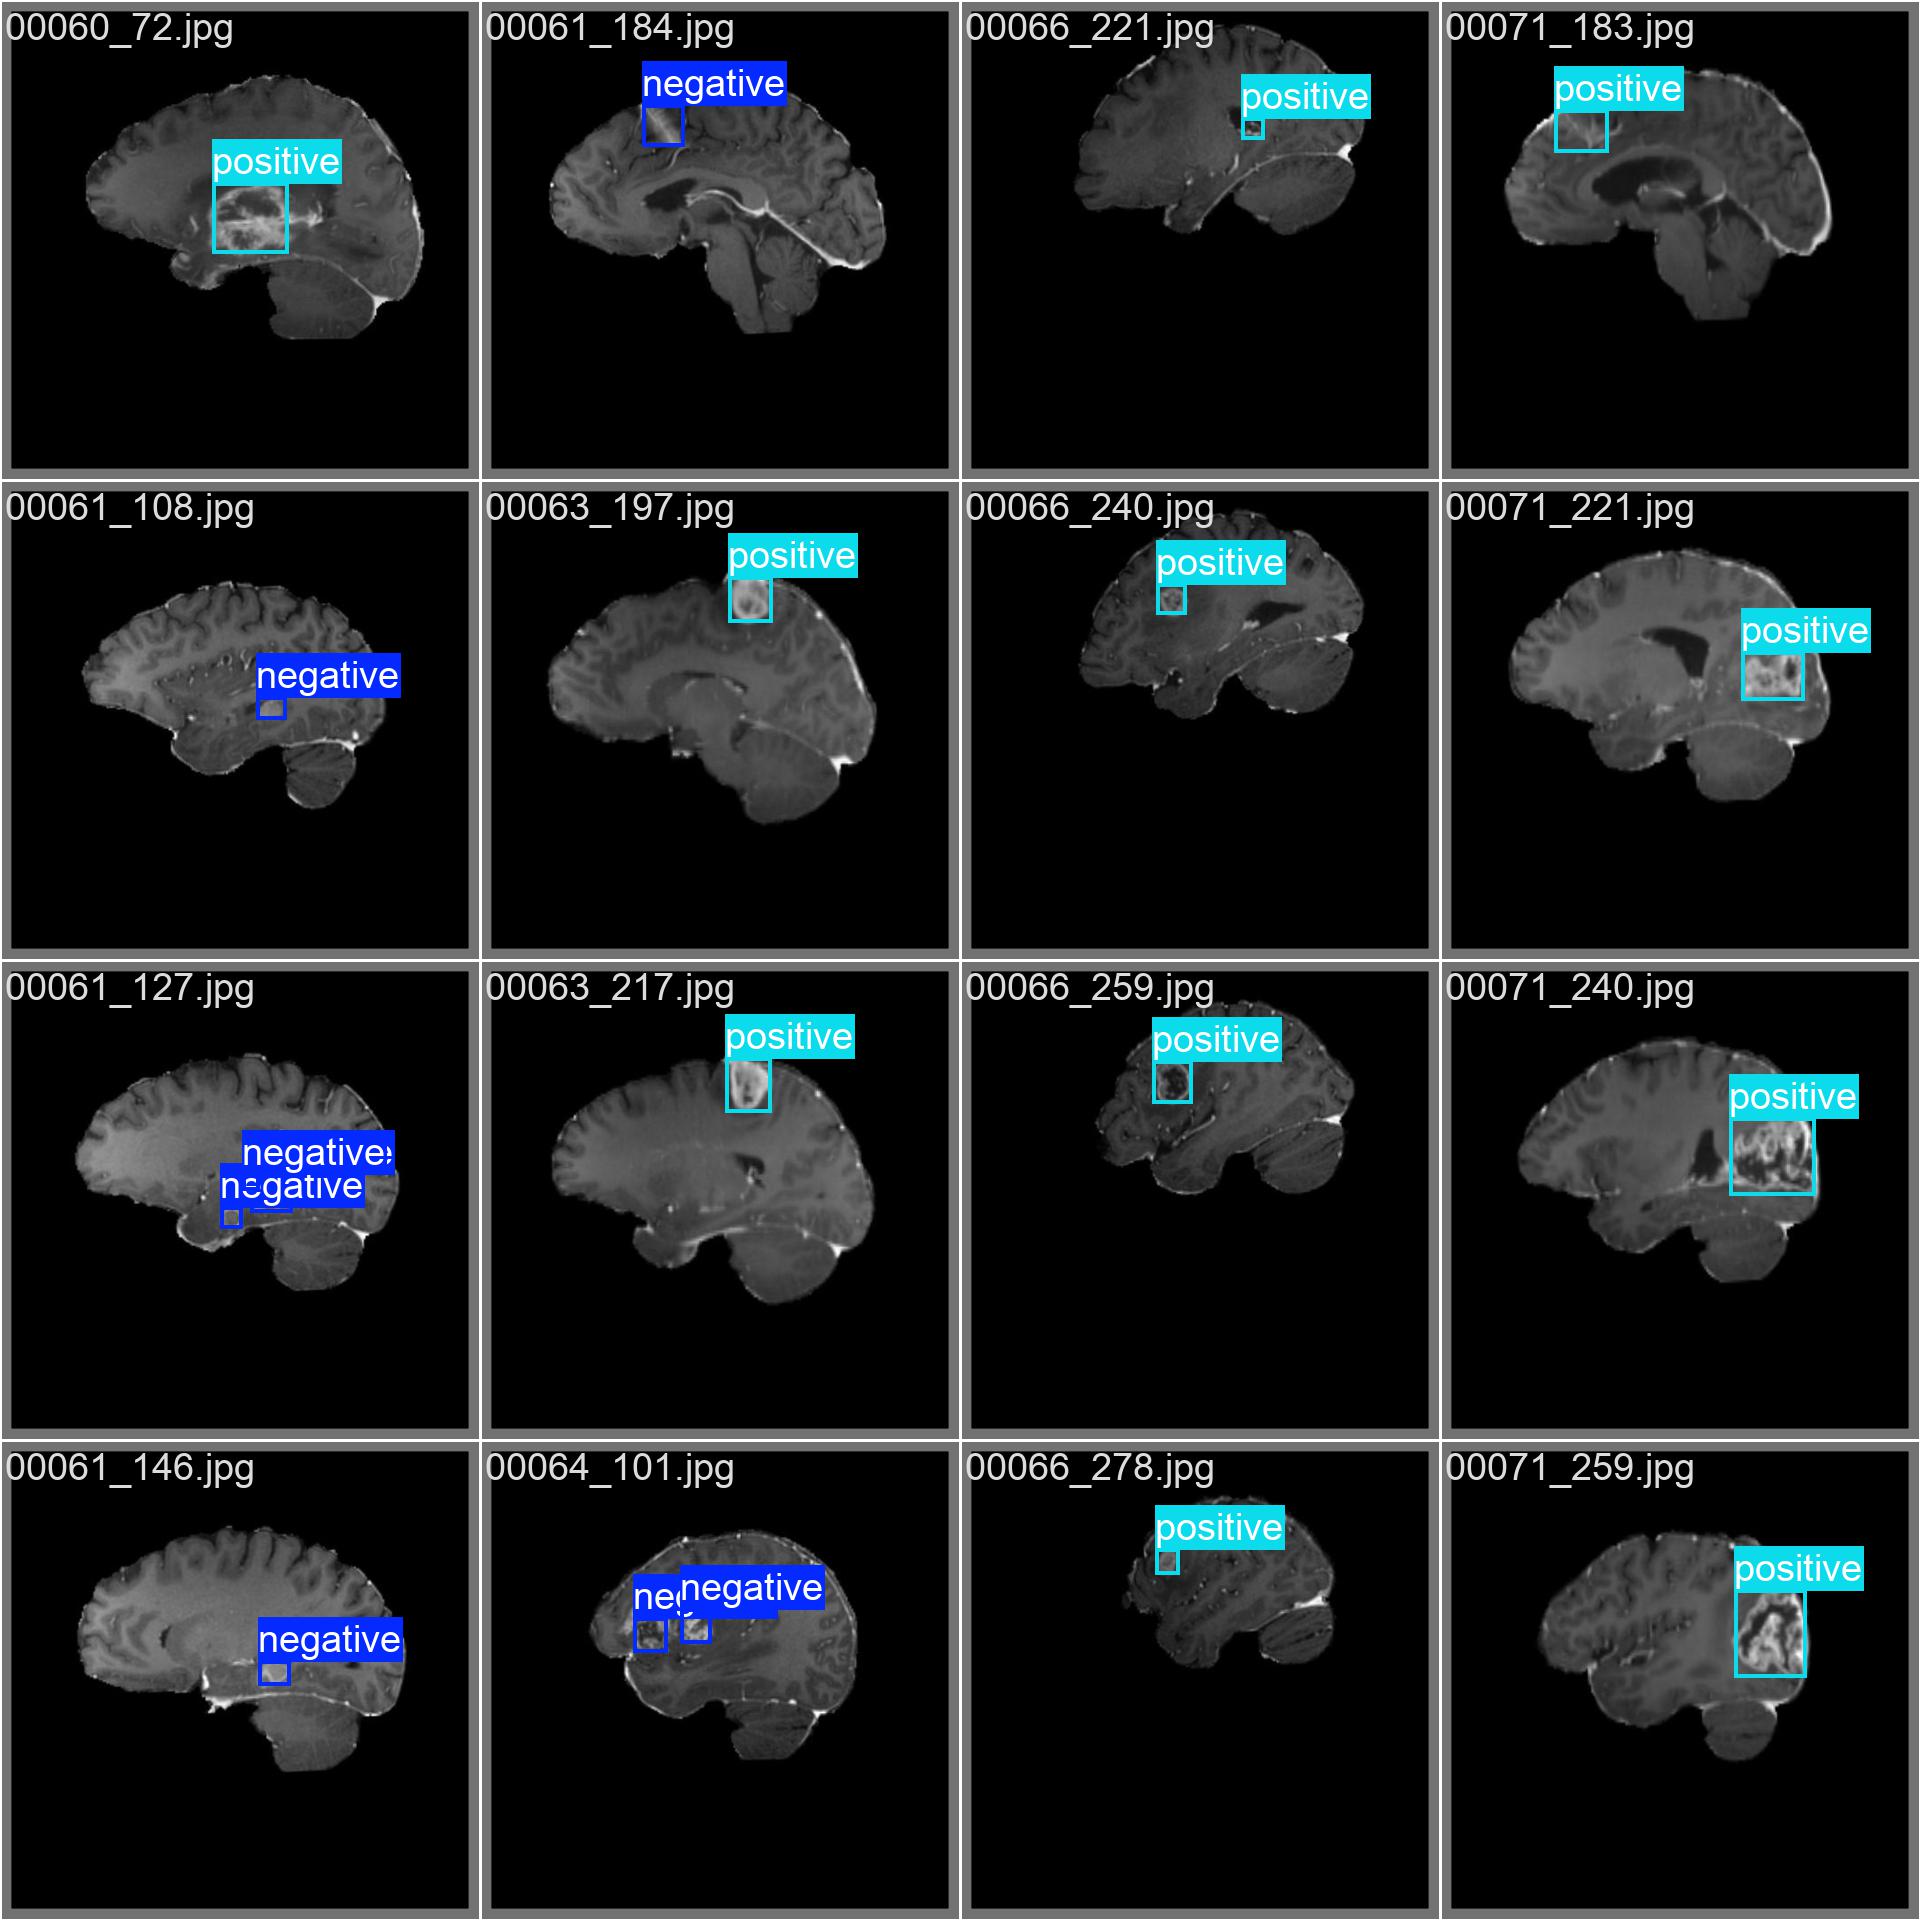 00060_72.jpg
positive
00061_184.jpg
negative
00066_221.jpg
positive
00071_183.jpg
positive
00061_108.jpg
negative
00063_197.jpg
positive
00066_240.jpg
positive
00071_221.jpg
positive
00061_127.jpg
negative
negative
00063_217.jpg
positive
00066_259.jpg
positive
00071_240.jpg
positive
00061_146.jpg
negative
00064_101.jpg
negative
00066_278.jpg
positive
00071_259.jpg
positive